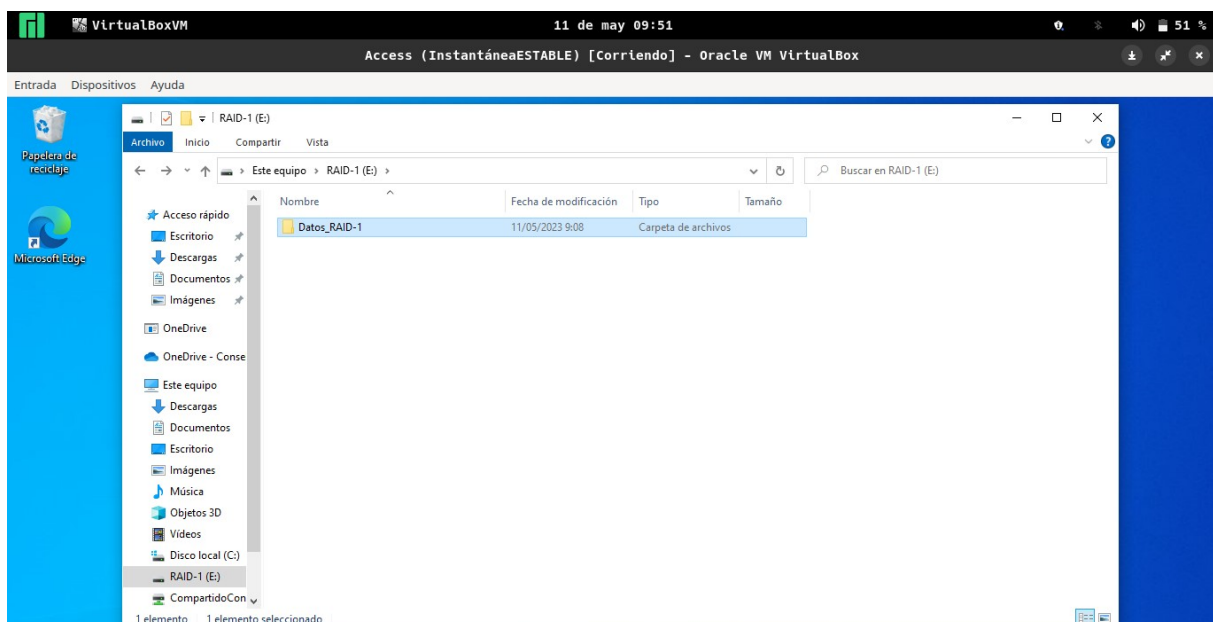 VirtualBoxVM 11 de may 09:51 51 %
Access (InstantáneaESTABLE) [Corriendo] - Oracle VM VirtualBox
Entrada Dispositivos Ayuda
Papelera de
reciclaje
Microsoft Edge
RAID-1 (E:)
Archivo Inicio Compartir Vista
Este equipo > RAID-1 (E:) > Buscar en RAID-1 (E:)
Nombre Fecha de modificación Tipo Tamaño
Datos_RAID-1 11/05/2023 9:08 Carpeta de archivos
Acceso rápido
Escritorio
Descargas
Documentos
Imágenes
OneDrive
OneDrive - Conse
Este equipo
Descargas
Documentos
Escritorio
Imágenes
Música
Objetos 3D
Vídeos
Disco local (C:)
RAID-1 (E:)
CompartidoCon
1 elemento 1 elemento seleccionado